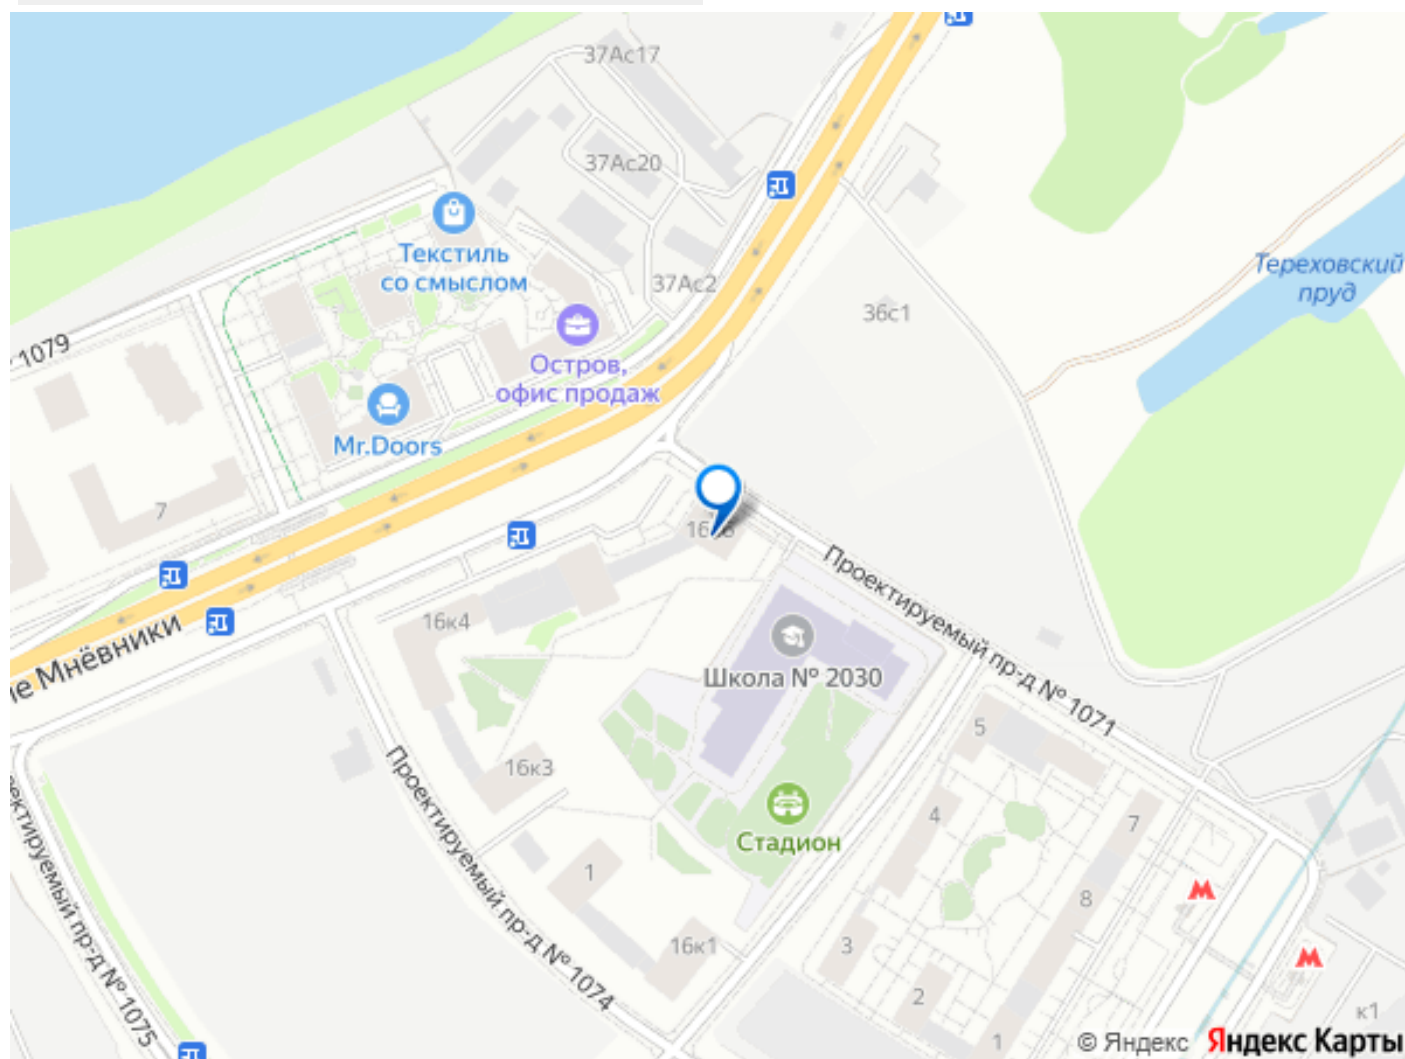 37Ас17
37Ас20
Текстиль
со смыслом
37Ас2
Тереховский
пруд
36с1
1079
Остров,
офис продаж
Mr.Doors
7
16к4
Проектируемый пр-д № 1071
Мнёвники
Школа № 2030
5
16к3
Проектируемый пр-д № 1074
Стадион
4
7
1
8
16к1
3
2
1
к1
пр-д № 1075
© Яндекс Яндекс Карты